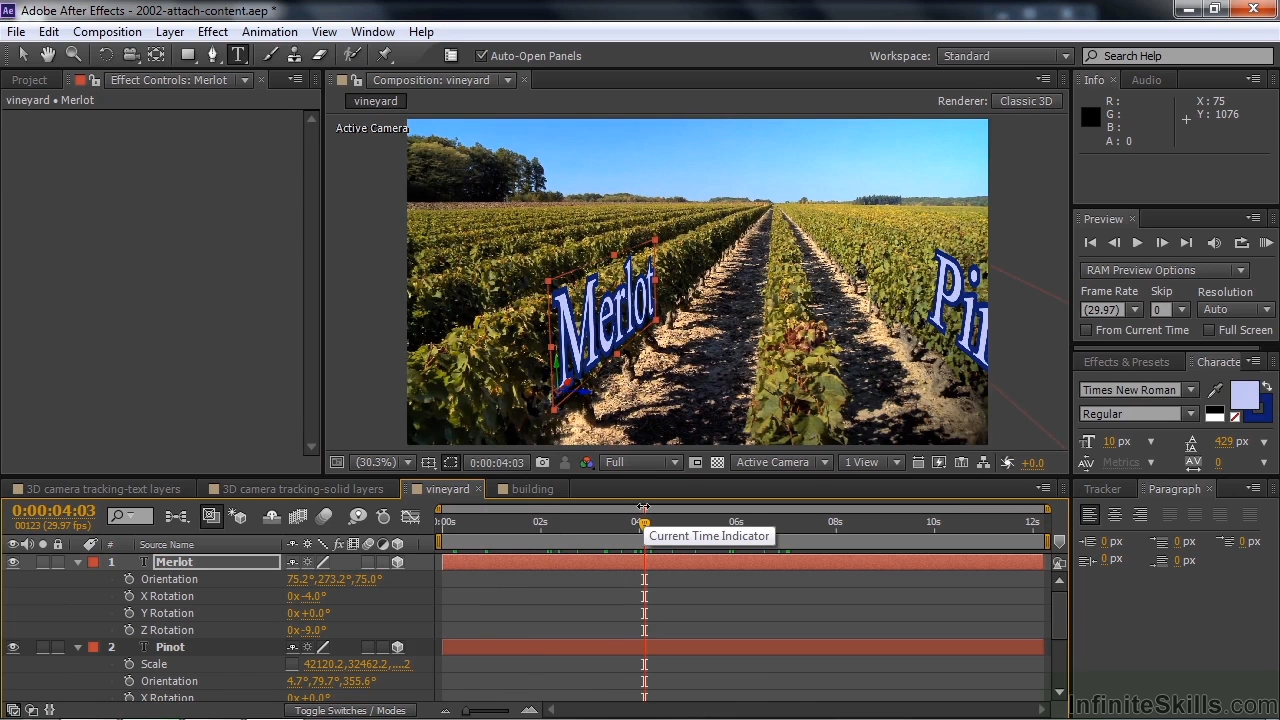 Ae Adobe After Effects - 2002-attach-content.aep *
File Edit Composition Layer Effect Animation View Window Help
T Auto-Open Panels Workspace: Standard Search Help
Project Effect Controls: Merlot Composition: vineyard Info Audio
vineyard • Merlot
vineyard Renderer: Classic 3D
Active Camera
R: X: 75
G: Y: 1076
B:
A: 0
Merlot
Pi
Preview
RAM Preview Options
Frame Rate Skip Resolution
(29.97) (0) Auto
From Current Time Full Screen
Effects & Presets Characte
Times New Roman
Regular
10 px 429 px
Metrics 0
(30.3%) 0:00:04:03 Full Active Camera 1 View +0.0
3D camera tracking-text layers 3D camera tracking-solid layers vineyard building
Tracker Paragraph
0:00:04:03
00123 (29.97 fps)
:00s 02s 04s 06s 08s 10s 12s
Current Time Indicator
# Source Name
1 T Merlot
Orientation 75.2°,273.2°,75.0°
X Rotation 0x-4.0°
Y Rotation 0x+0.0°
Z Rotation 0x-9.0°
2 T Pinot
Scale 42120.2,32462.2,....2
Orientation 4.7°,79.7°,355.6°
X Rotation 0x+0.0°
0 px 0 px 0 px
0 px 0 px
Toggle Switches / Modes
InfiniteSkills.com